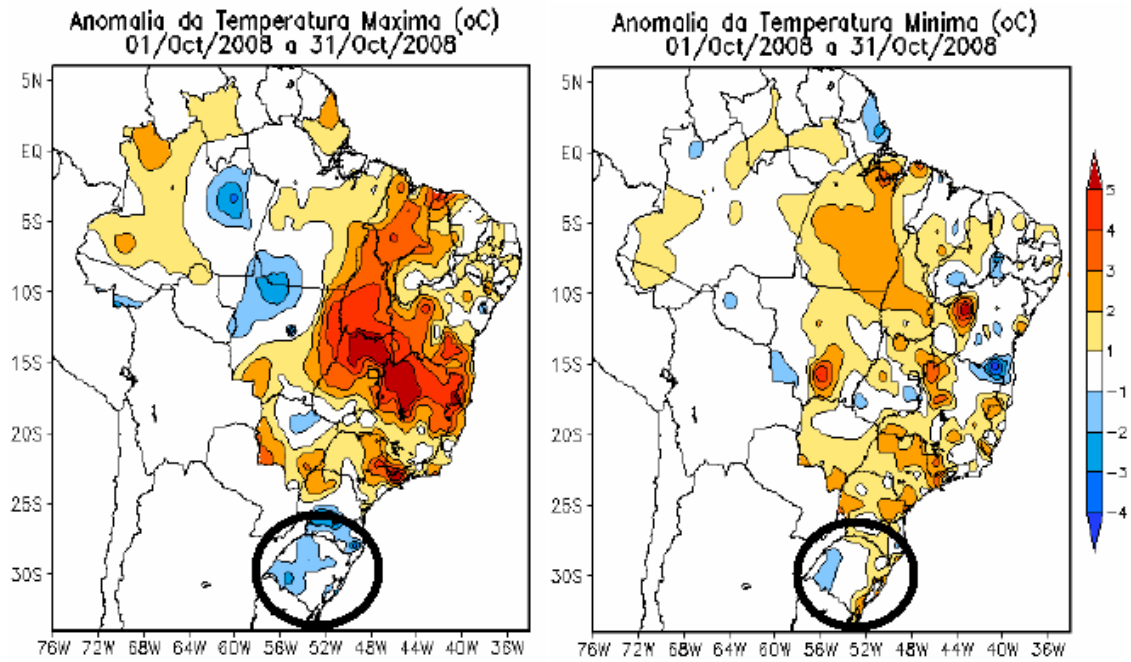 Anomalia da Temperatura Maxima (oC)
01/Oct/2008 a 31/Oct/2008
5N
EQ
5S
10S
15S
20S
25S
30S
76W 72W 68W 64W 60W 56W 52W 48W 44W 40W 36W
Anomalia da Temperatura Minima (oC)
01/Oct/2008 a 31/Oct/2008
5N
EQ
5S
10S
15S
20S
25S
30S
76W 72W 68W 64W 60W 56W 52W 48W 44W 40W 36W
5
4
3
2
1
-1
-2
-3
-4